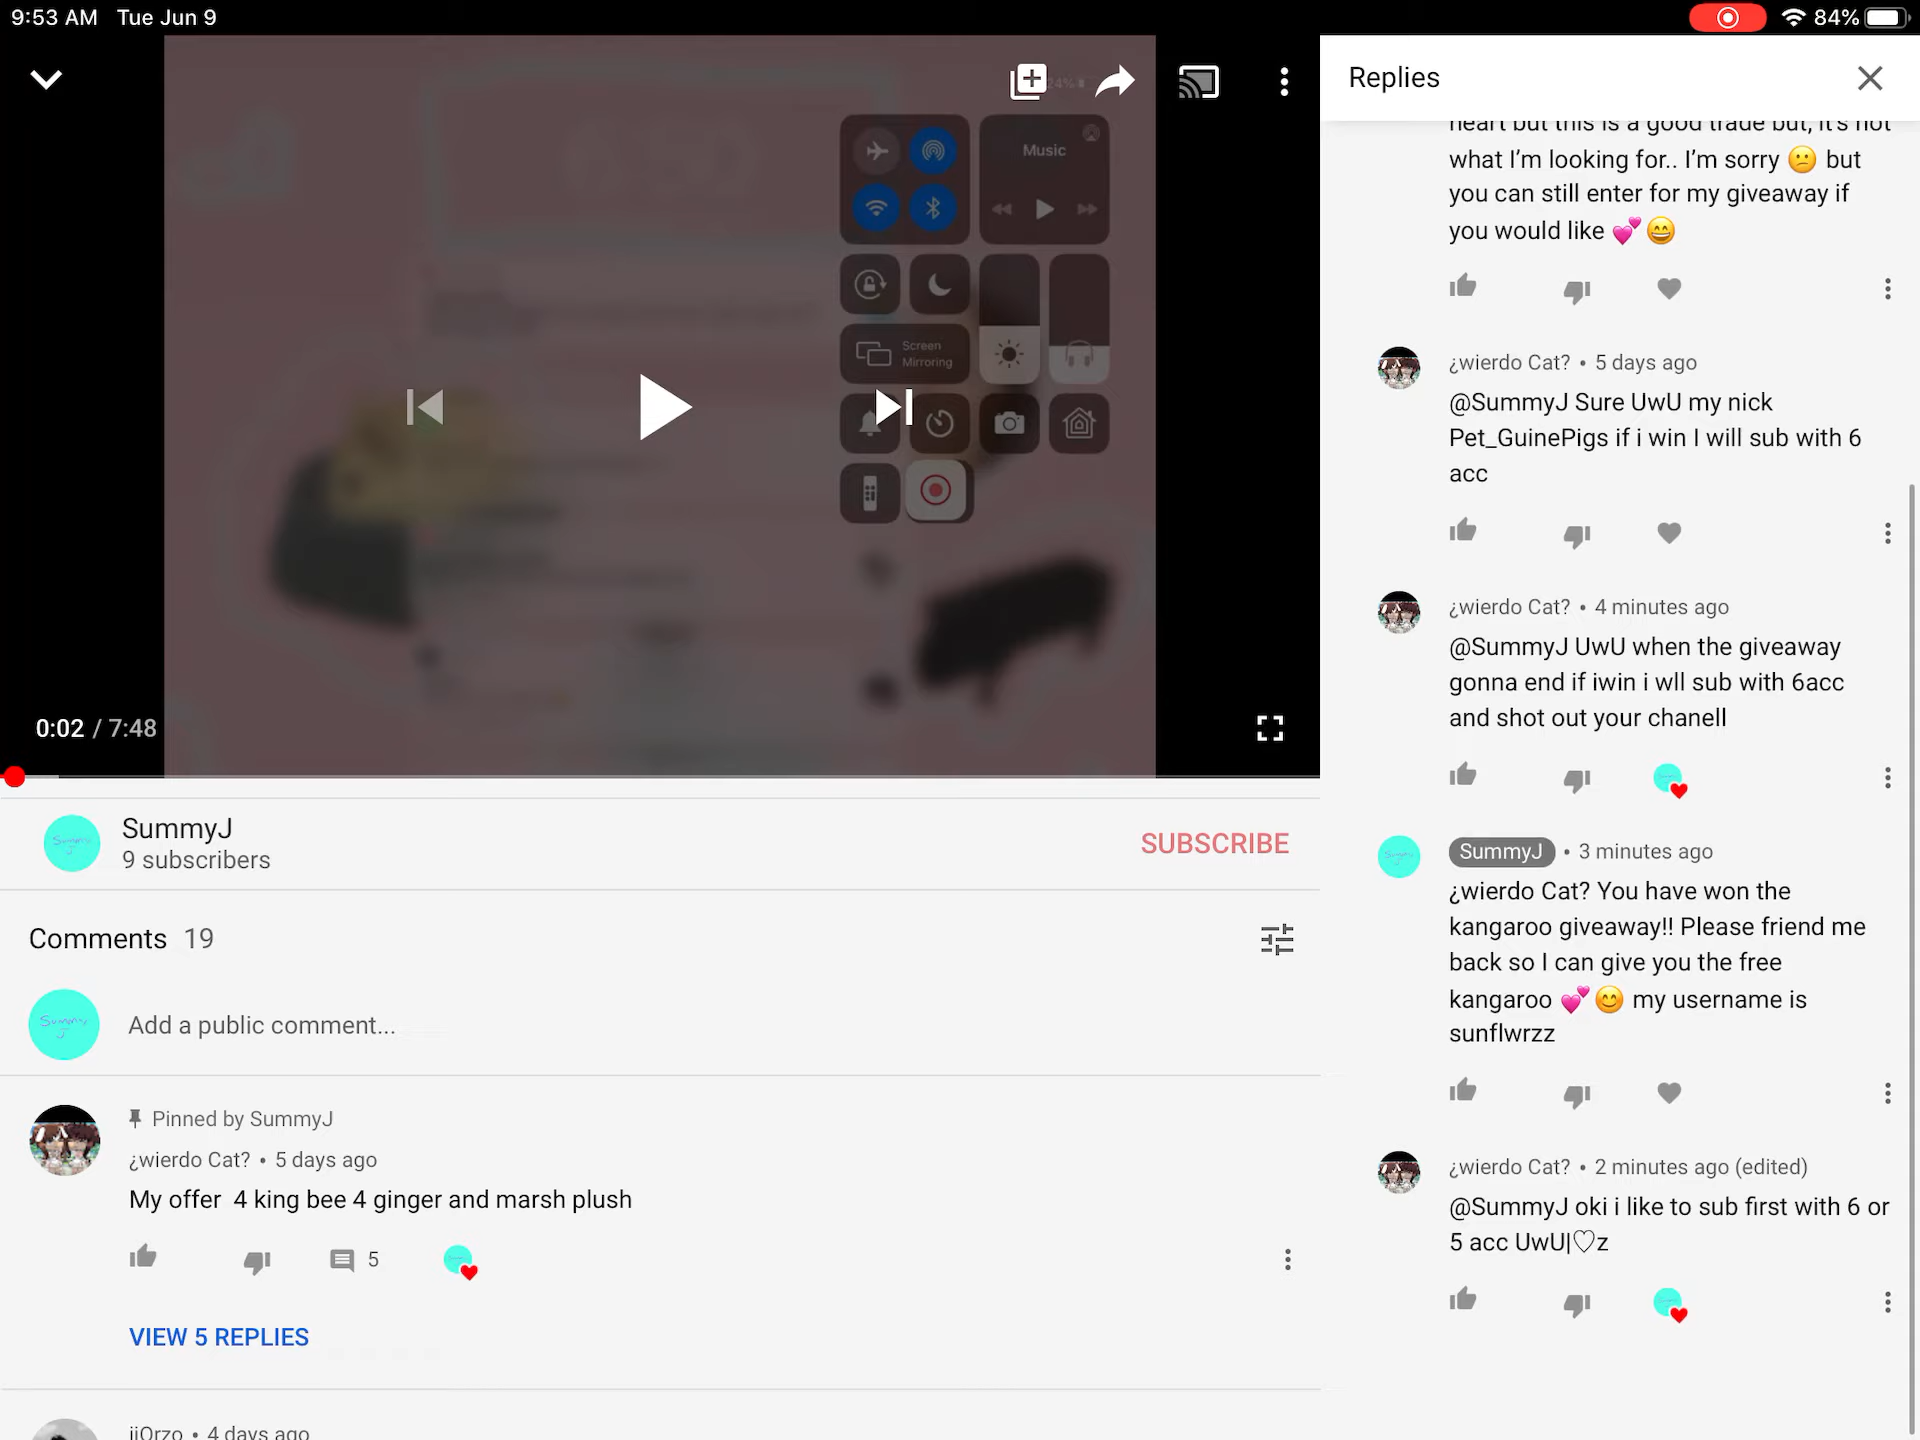 9:53 AM Tue Jun 9
84%
24%
Music
Screen
Mirroring
0:02 / 7:48
SummyJ
9 subscribers
SUBSCRIBE
Comments 19
Summy
J
Add a public comment...
Pinned by SummyJ
¿wierdo Cat? • 5 days ago
My offer 4 king bee 4 ginger and marsh plush
5
VIEW 5 REPLIES
iiOrzo • 4 days ago
Replies
heart but this is a good trade but, it's not
what I'm looking for.. I'm sorry 😕 but
you can still enter for my giveaway if
you would like 💕😄
¿wierdo Cat? • 5 days ago
@SummyJ Sure UwU my nick
Pet_GuinePigs if i win I will sub with 6
acc
¿wierdo Cat? • 4 minutes ago
@SummyJ UwU when the giveaway
gonna end if iwin i wll sub with 6acc
and shot out your chanell
SummyJ • 3 minutes ago
¿wierdo Cat? You have won the
kangaroo giveaway!! Please friend me
back so I can give you the free
kangaroo 💕😊 my username is
sunflwrzz
¿wierdo Cat? • 2 minutes ago (edited)
@SummyJ oki i like to sub first with 6 or
5 acc UwU|♡z